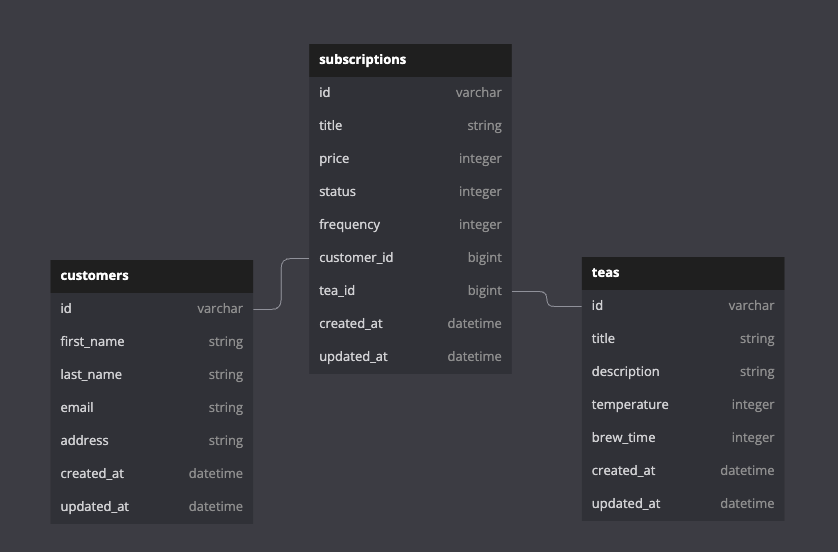 subscriptions
id varchar
title string
price integer
status integer
frequency integer
customer_id bigint
tea_id bigint
created_at datetime
updated_at datetime
customers
id varchar
first_name string
last_name string
email string
address string
created_at datetime
updated_at datetime
teas
id varchar
title string
description string
temperature integer
brew_time integer
created_at datetime
updated_at datetime